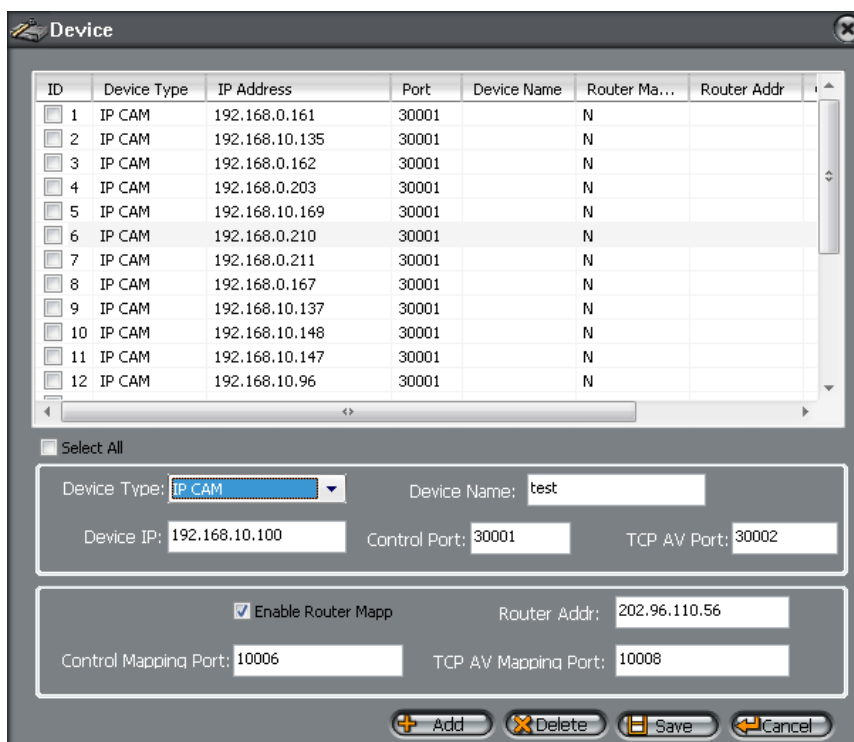 Device
ID Device Type IP Address Port Device Name Router Ma... Router Addr
1 IP CAM 192.168.0.161 30001 N
2 IP CAM 192.168.10.135 30001 N
3 IP CAM 192.168.0.162 30001 N
4 IP CAM 192.168.0.203 30001 N
5 IP CAM 192.168.10.169 30001 N
6 IP CAM 192.168.0.210 30001 N
7 IP CAM 192.168.0.211 30001 N
8 IP CAM 192.168.0.167 30001 N
9 IP CAM 192.168.10.137 30001 N
10 IP CAM 192.168.10.148 30001 N
11 IP CAM 192.168.10.147 30001 N
12 IP CAM 192.168.10.96 30001 N
Select All
Device Type: IP CAM Device Name: test
Device IP: 192.168.10.100 Control Port: 30001 TCP AV Port: 30002
Enable Router Mapp Router Addr: 202.96.110.56
Control Mapping Port: 10006 TCP AV Mapping Port: 10008
Add Delete Save Cancel